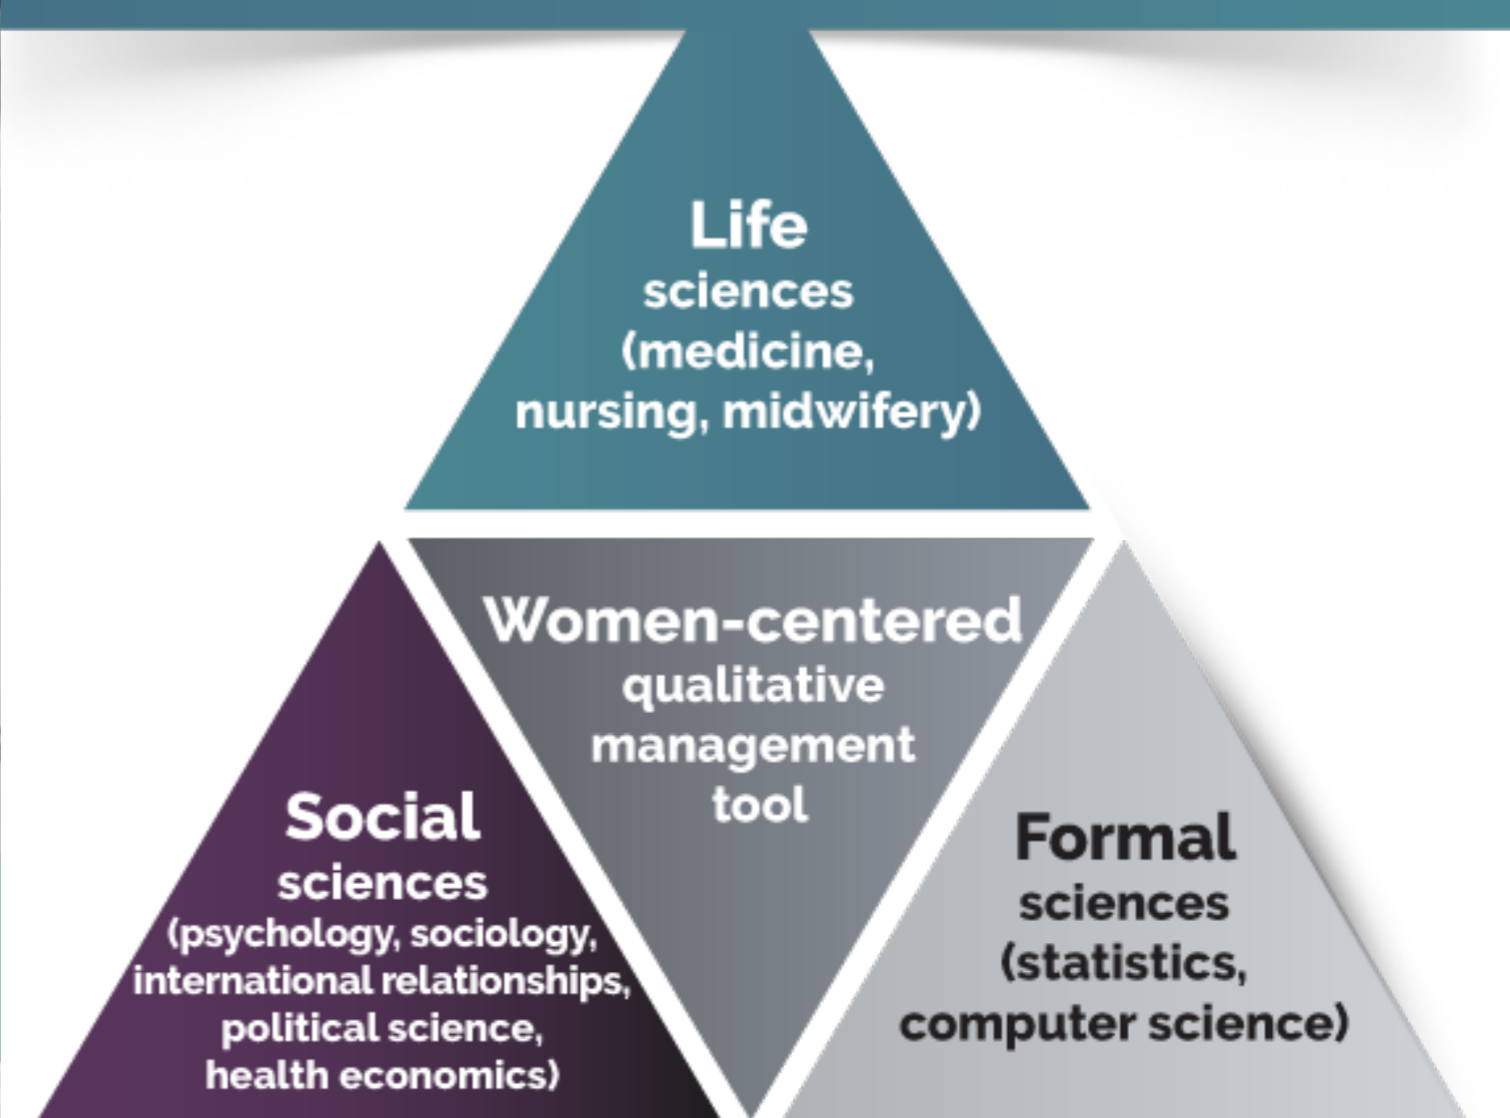 Life
sciences
(medicine,
nursing, midwifery)
Women-centered
qualitative
management
tool
Social
sciences
(psychology, sociology,
international relationships,
political science,
health economics)
Formal
sciences
(statistics,
computer science)